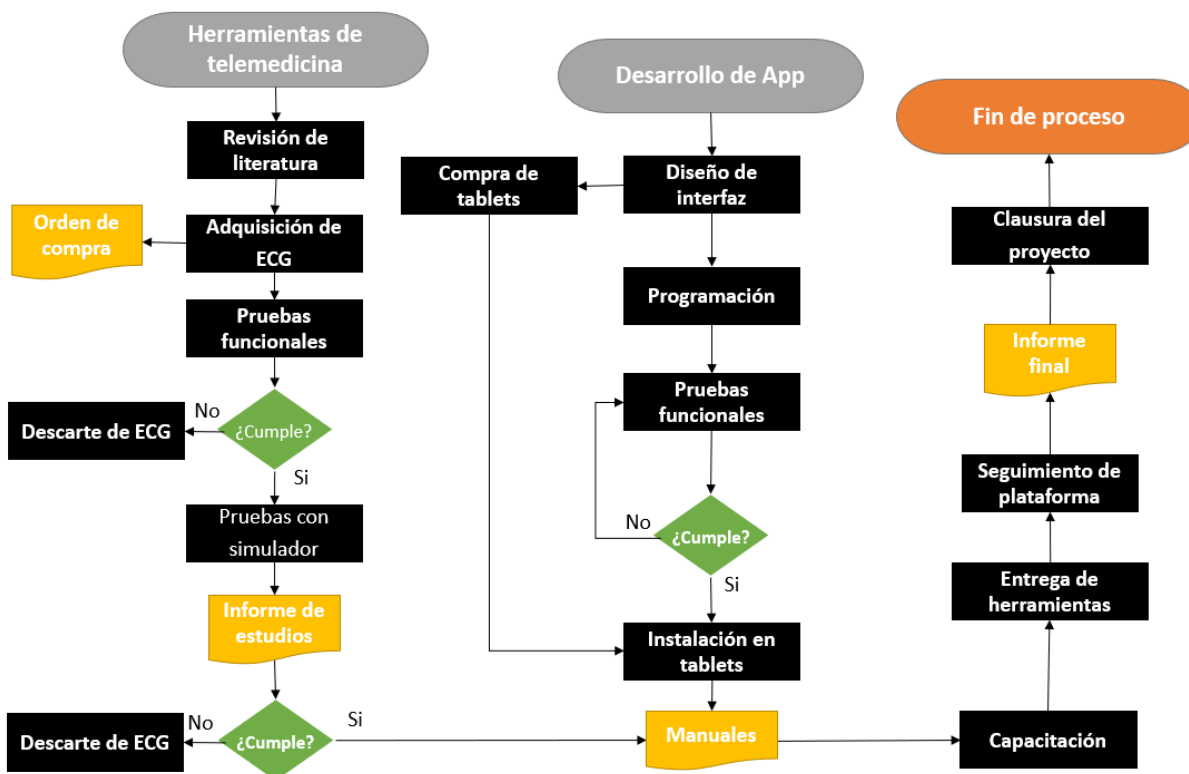 Herramientas de
telemedicina
Revisión de
literatura
Orden de
compra
Adquisición de
ECG
Pruebas
funcionales
No
Descarte de ECG
¿Cumple?
Si
Pruebas con
simulador
Informe de
estudios
No
Descarte de ECG
¿Cumple?
Si
Desarrollo de App
Compra de
tablets
Diseño de
interfaz
Programación
Pruebas
funcionales
No
¿Cumple?
Si
Instalación en
tablets
Manuales
Fin de proceso
Clausura del
proyecto
Informe
final
Seguimiento de
plataforma
Entrega de
herramientas
Capacitación